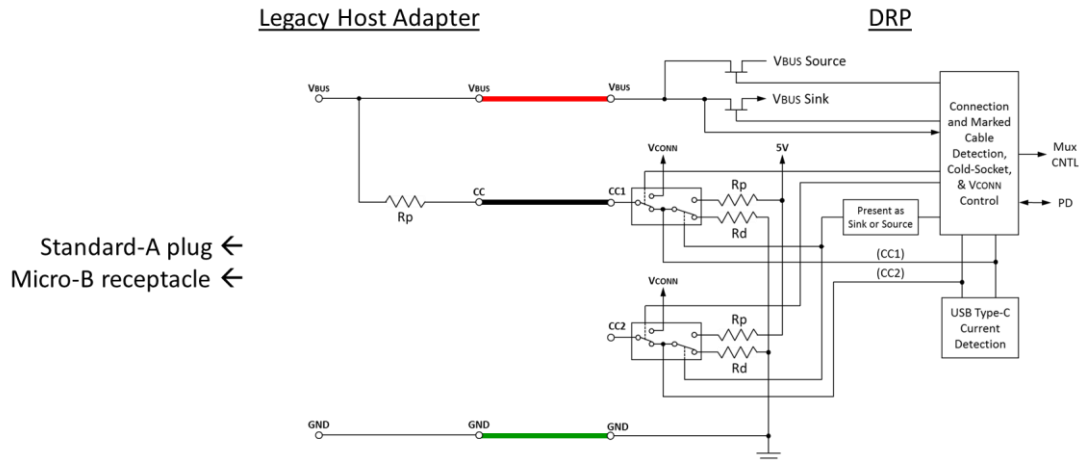 Legacy Host Adapter
DRP
VBUS Source
VBUS
VBUS
VBUS
VBUS Sink
Connection
and Marked
Cable
Detection,
Cold-Socket,
& VCONN
Control
Mux
CNTL
PD
VCONN
5V
Rp
CC
CC1
Rp
Rd
Present as
Sink or Source
Standard-A plug ←
Micro-B receptacle ←
(CC1)
(CC2)
VCONN
CC2
Rp
Rd
USB Type-C
Current
Detection
GND
GND
GND